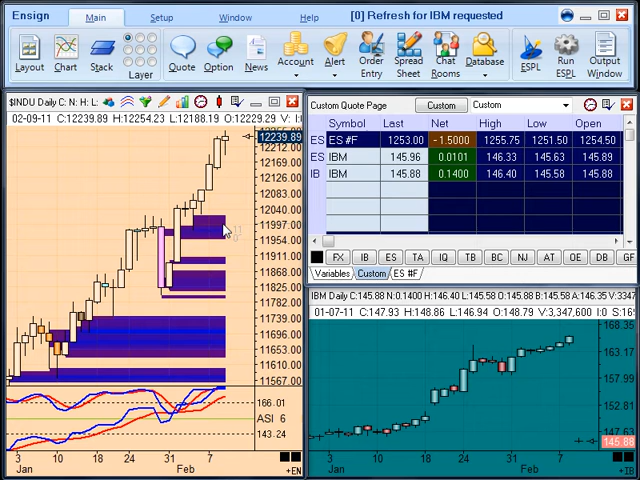 Ensign Main Setup Window Help [0] Refresh for IBM requested
Layout Chart Stack Layer Quote Option News Account Alert Order Entry Spread Sheet Chat Rooms Database ESPL Run ESPL Output Window
$INDU Daily C: N: H: L:
02-09-11 C:12239.89 H:12254.23 L:12188.19 O:12229.29 V: I:
12239.89
12212.00
12169.00
12126.00
12083.00
12040.00
11997.00
11954.00
11911.00
11868.00
11825.00
11782.00
11739.00
11696.00
11653.00
11610.00
11567.00
166.01
ASI 6
143.24
3 10 18 24 31 7
Jan Feb +EN
Custom Quote Page Custom Custom
Symbol Last Net High Low Open
ES ES #F 1253.00 -1.5000 1255.75 1251.50 1254.50
ES IBM 145.96 0.0101 146.33 145.63 145.89
IB IBM 145.88 0.1400 146.40 145.58 145.88
FX IB ES TA IQ TB BC NJ AT OE DB GF
Variables Custom ES #F
IBM Daily C:145.88 N:0.1400 H:146.40 L:145.58 O:145.88 B:145.58 A:146.35 V:3347
01-07-11 C:147.93 H:148.86 L:146.94 O:148.79 V:3,347,600 I:0 S:16
168.35
163.17
157.99
152.81
147.63
145.88
3 10 18 24 31 7
Jan Feb +IB